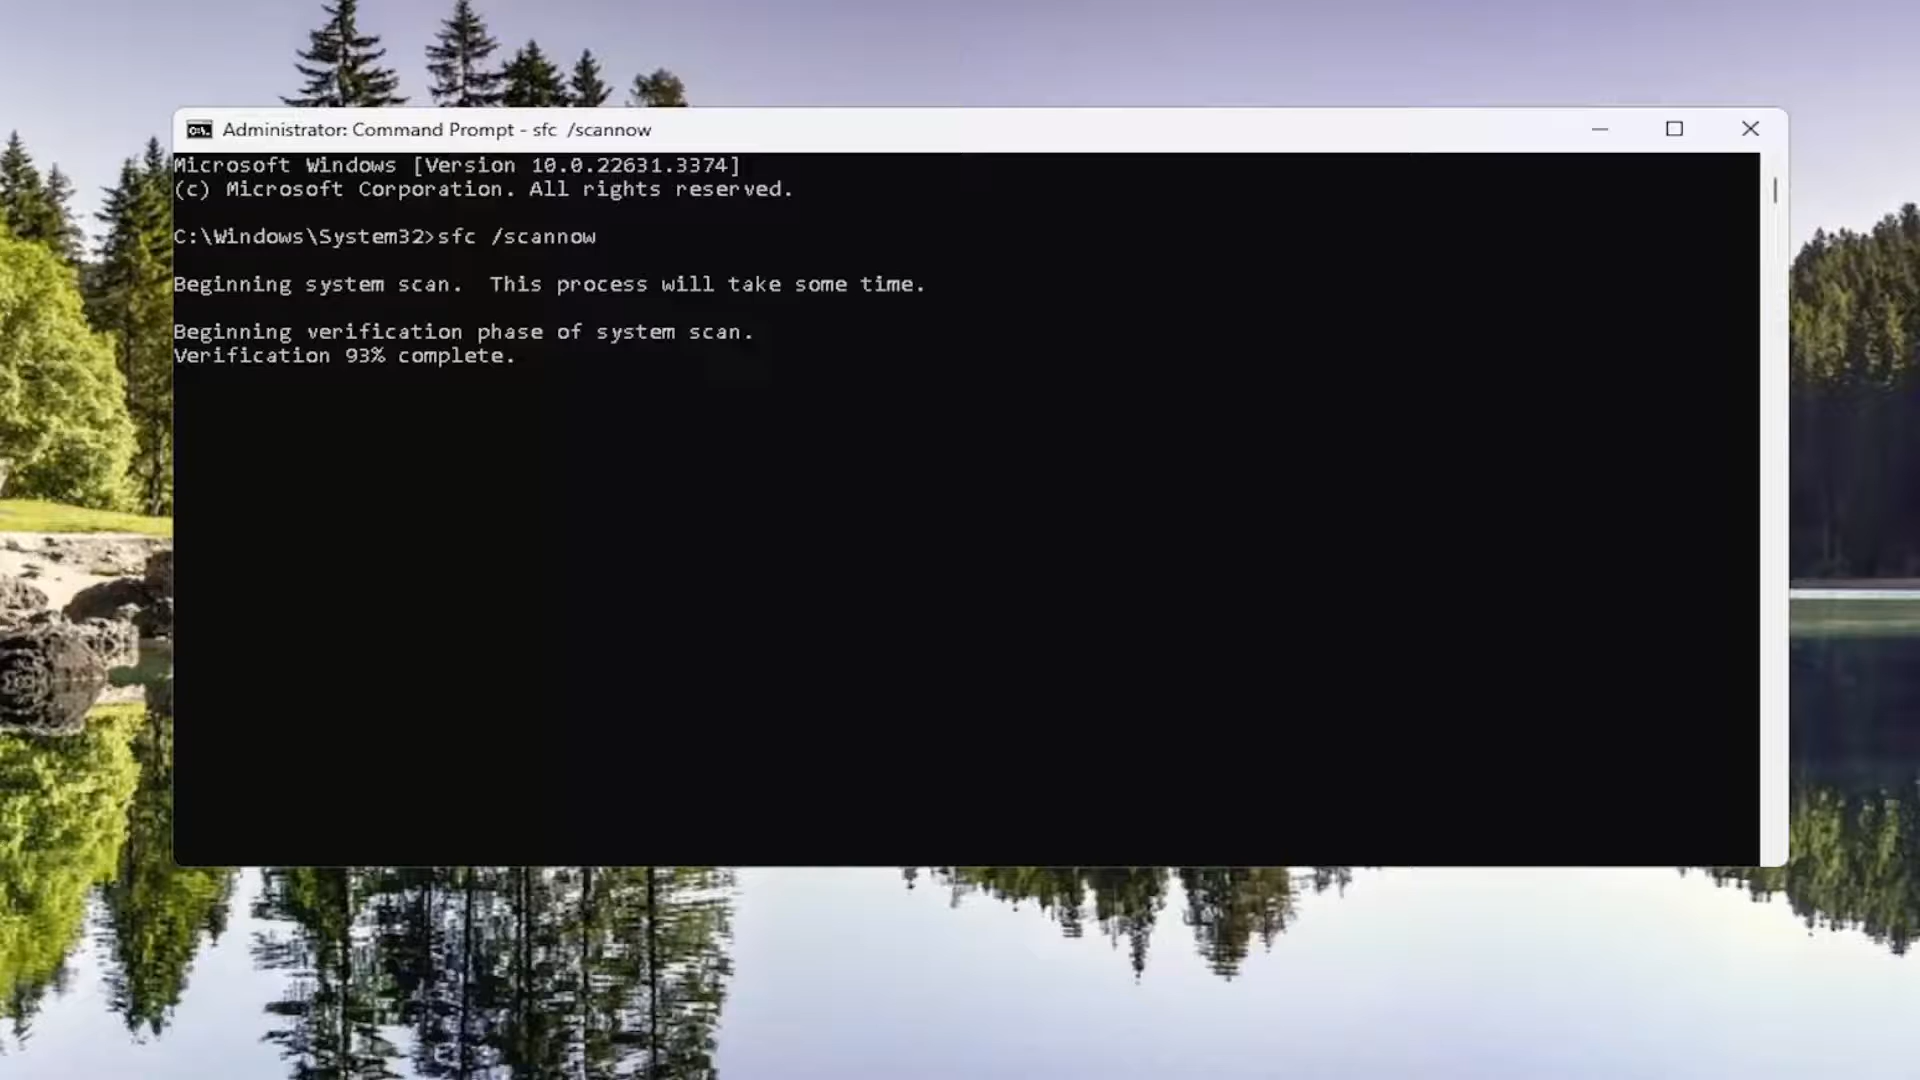 Administrator: Command Prompt - sfc /scannow
Microsoft Windows [Version 10.0.22631.3374]
(c) Microsoft Corporation. All rights reserved.
C:\Windows\System32>sfc /scannow
Beginning system scan.  This process will take some time.
Beginning verification phase of system scan.
Verification 93% complete.